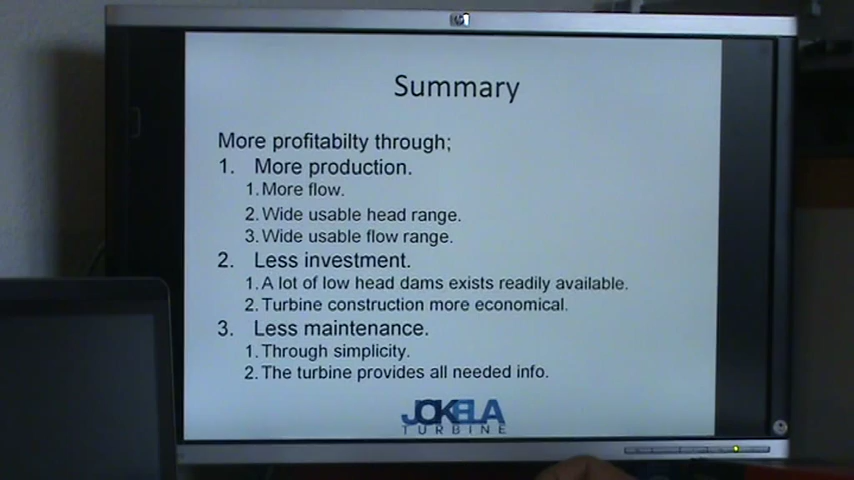 hp
Summary
More profitabilty through;
1. More production.
1. More flow.
2. Wide usable head range.
3. Wide usable flow range.
2. Less investment.
1. A lot of low head dams exists readily available.
2. Turbine construction more economical.
3. Less maintenance.
1. Through simplicity.
2. The turbine provides all needed info.
JOKELA
TURBINE